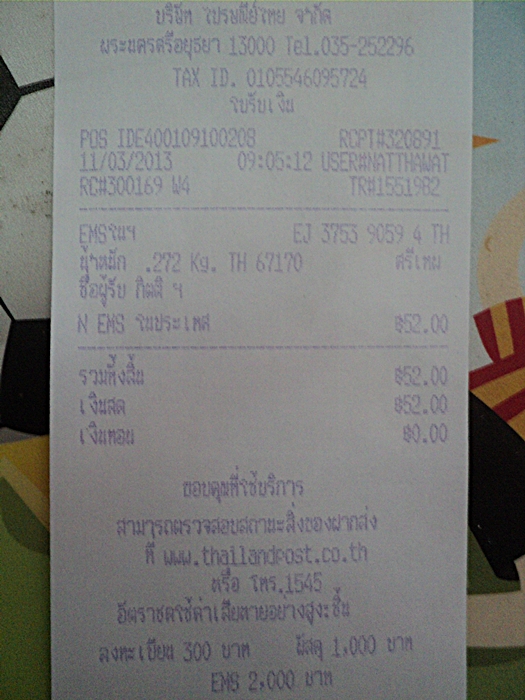 บริษัท ไปรษณีย์ไทย จำกัด
พระนครศรีอยุธยา 13000 Tel.035-252296
TAX ID. 0105546095724
ใบรับเงิน
POS IDE400109100208 RCPT#320891
11/03/2013 09:05:12 USER#NATTHAWAT
RC#300169 W4 TR#1551982
EMSในฯ EJ 3753 9059 4 TH
น้ำหนัก .272 Kg. TH 67170 ศรีเทพ
ชื่อผู้รับ กิตติ ฯ
N EMS ในประเทศ ฿52.00
รวมทั้งสิ้น ฿52.00
เงินสด ฿52.00
เงินทอน ฿0.00
ขอบคุณที่ใช้บริการ
สามารถตรวจสอบสถานะสิ่งของฝากส่ง
ที่ www.thailandpost.co.th
หรือ โทร.1545
อัตราชดใช้ค่าเสียหายอย่างสูงะชิ้น
ลงทะเบียน 300 บาท พัสดุ 1,000 บาท
EMS 2,000 บาท